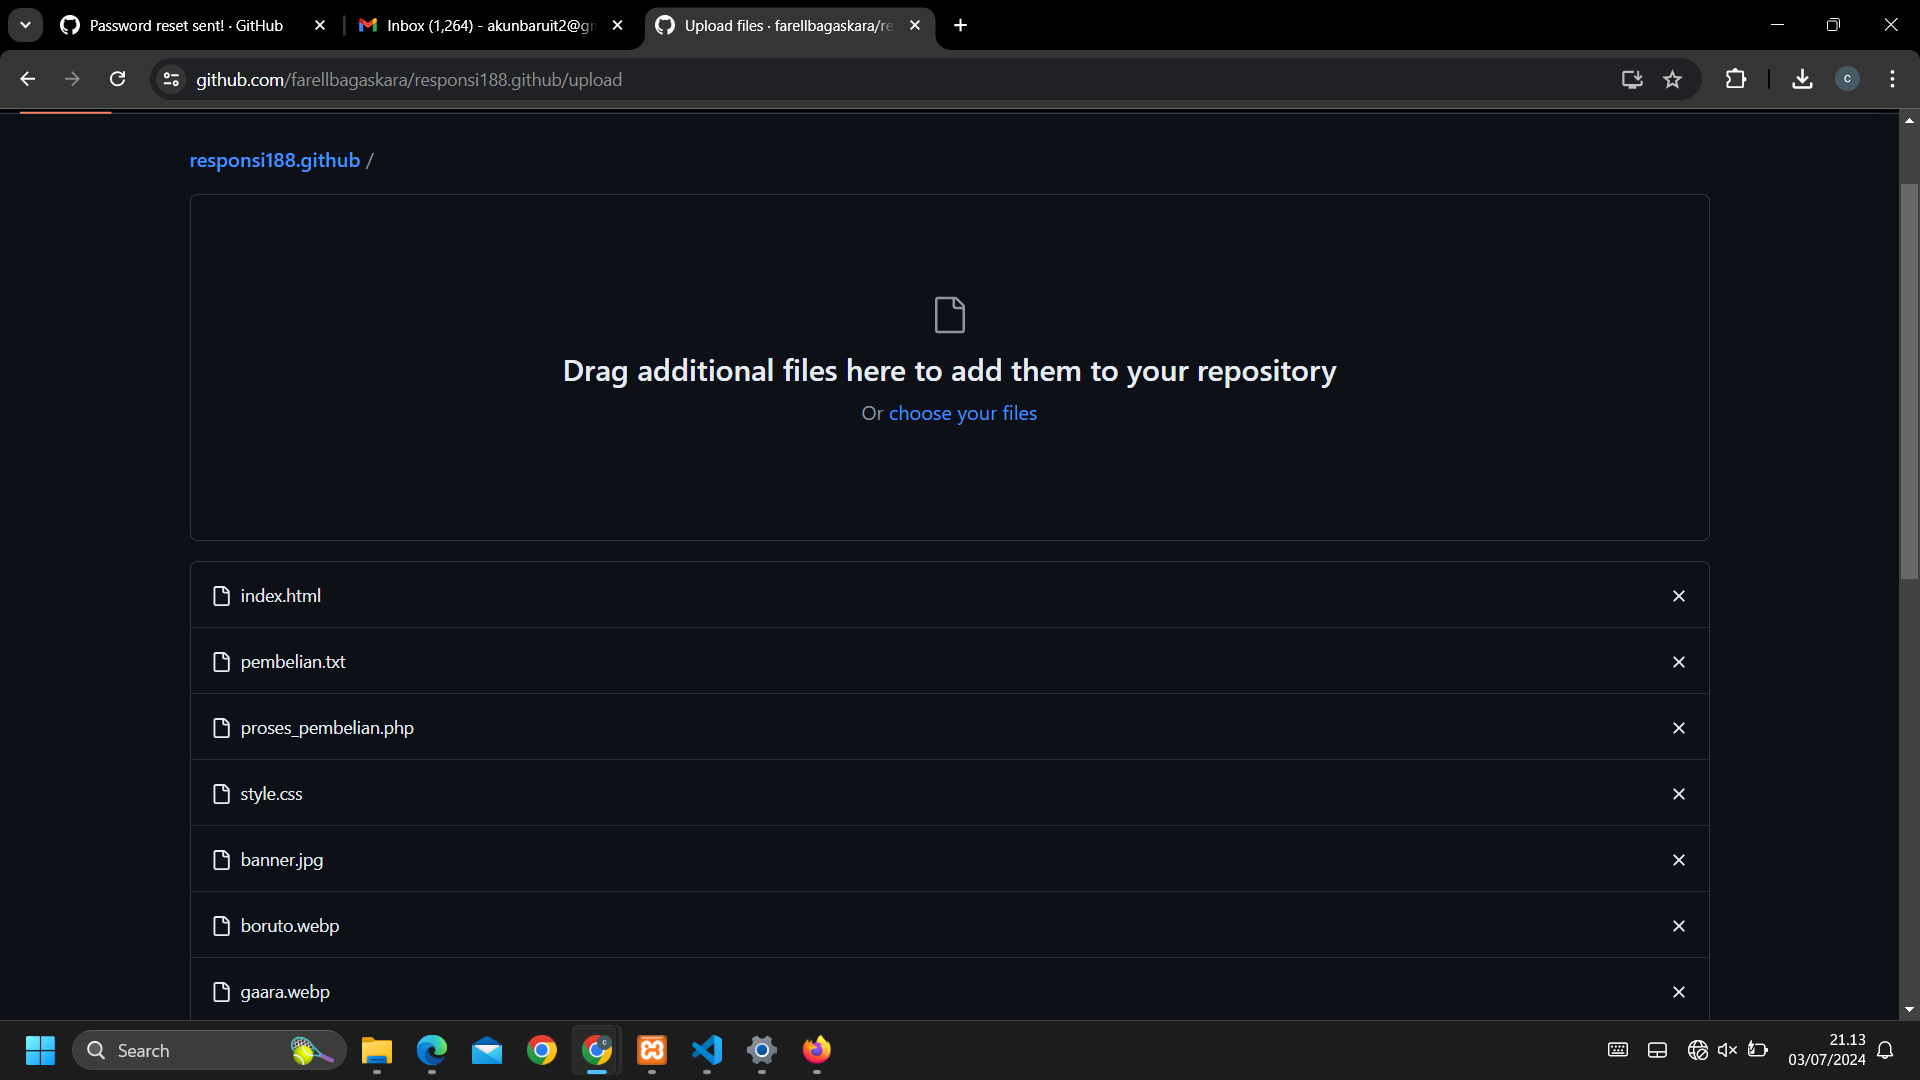 Password reset sent! · GitHub
Inbox (1,264) - akunbaruit2@gm
Upload files · farellbagaskara/re
github.com/farellbagaskara/responsi188.github/upload
C
responsi188.github /
Drag additional files here to add them to your repository
Or choose your files
index.html
pembelian.txt
proses_pembelian.php
style.css
banner.jpg
boruto.webp
gaara.webp
Search
21.13
03/07/2024